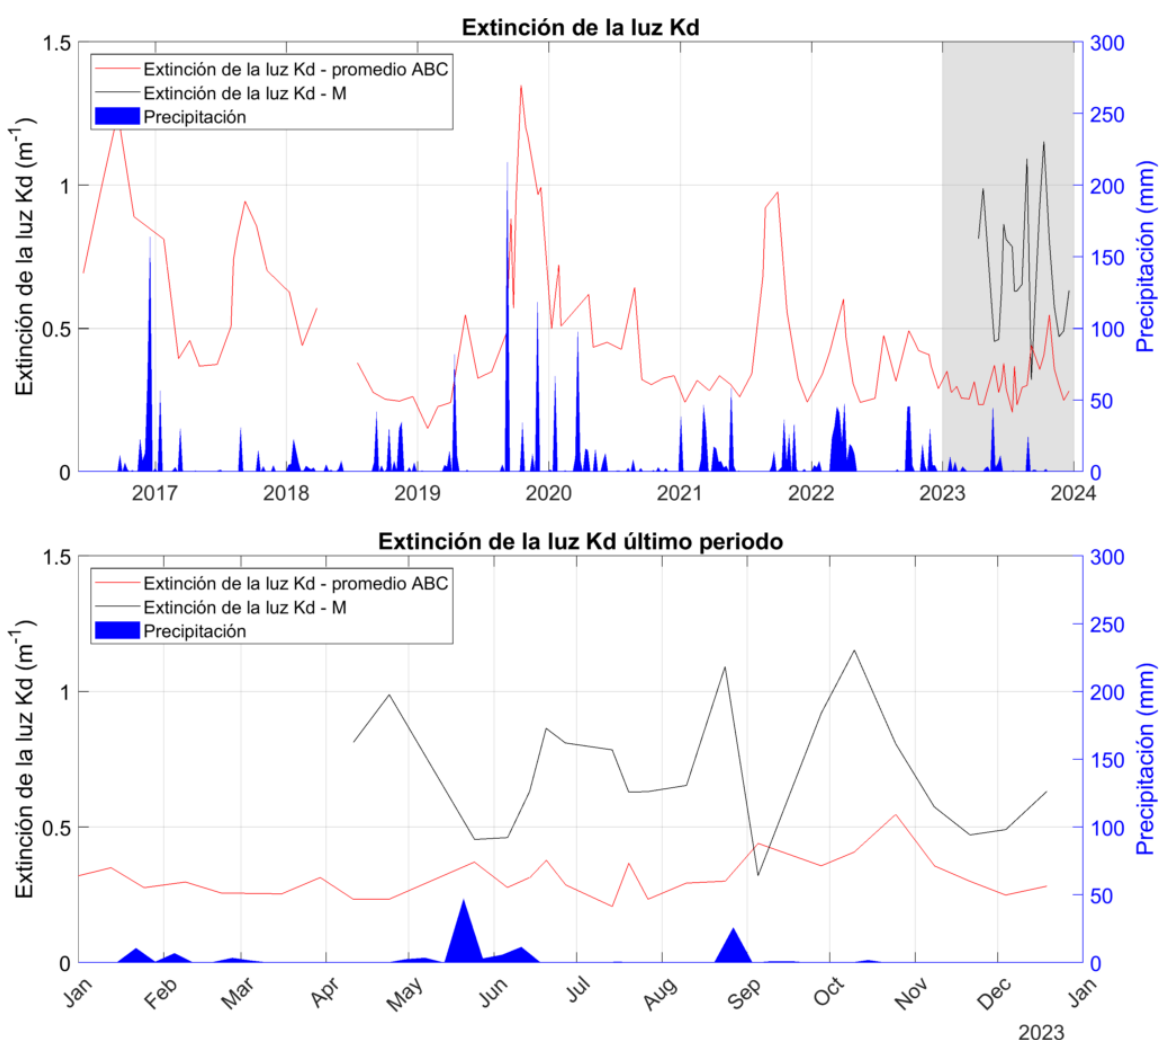 Extinción de la luz Kd
Extinción de la luz Kd (m⁻¹)
1.5
1
0.5
0
Extinción de la luz Kd - promedio ABC
Extinción de la luz Kd - M
Precipitación
300
250
200
150
100
50
0
Precipitación (mm)
2017 2018 2019 2020 2021 2022 2023 2024
Extinción de la luz Kd último periodo
Extinción de la luz Kd (m⁻¹)
1.5
1
0.5
0
Extinción de la luz Kd - promedio ABC
Extinción de la luz Kd - M
Precipitación
300
250
200
150
100
50
0
Precipitación (mm)
Jan Feb Mar Apr May Jun Jul Aug Sep Oct Nov Dec Jan
2023